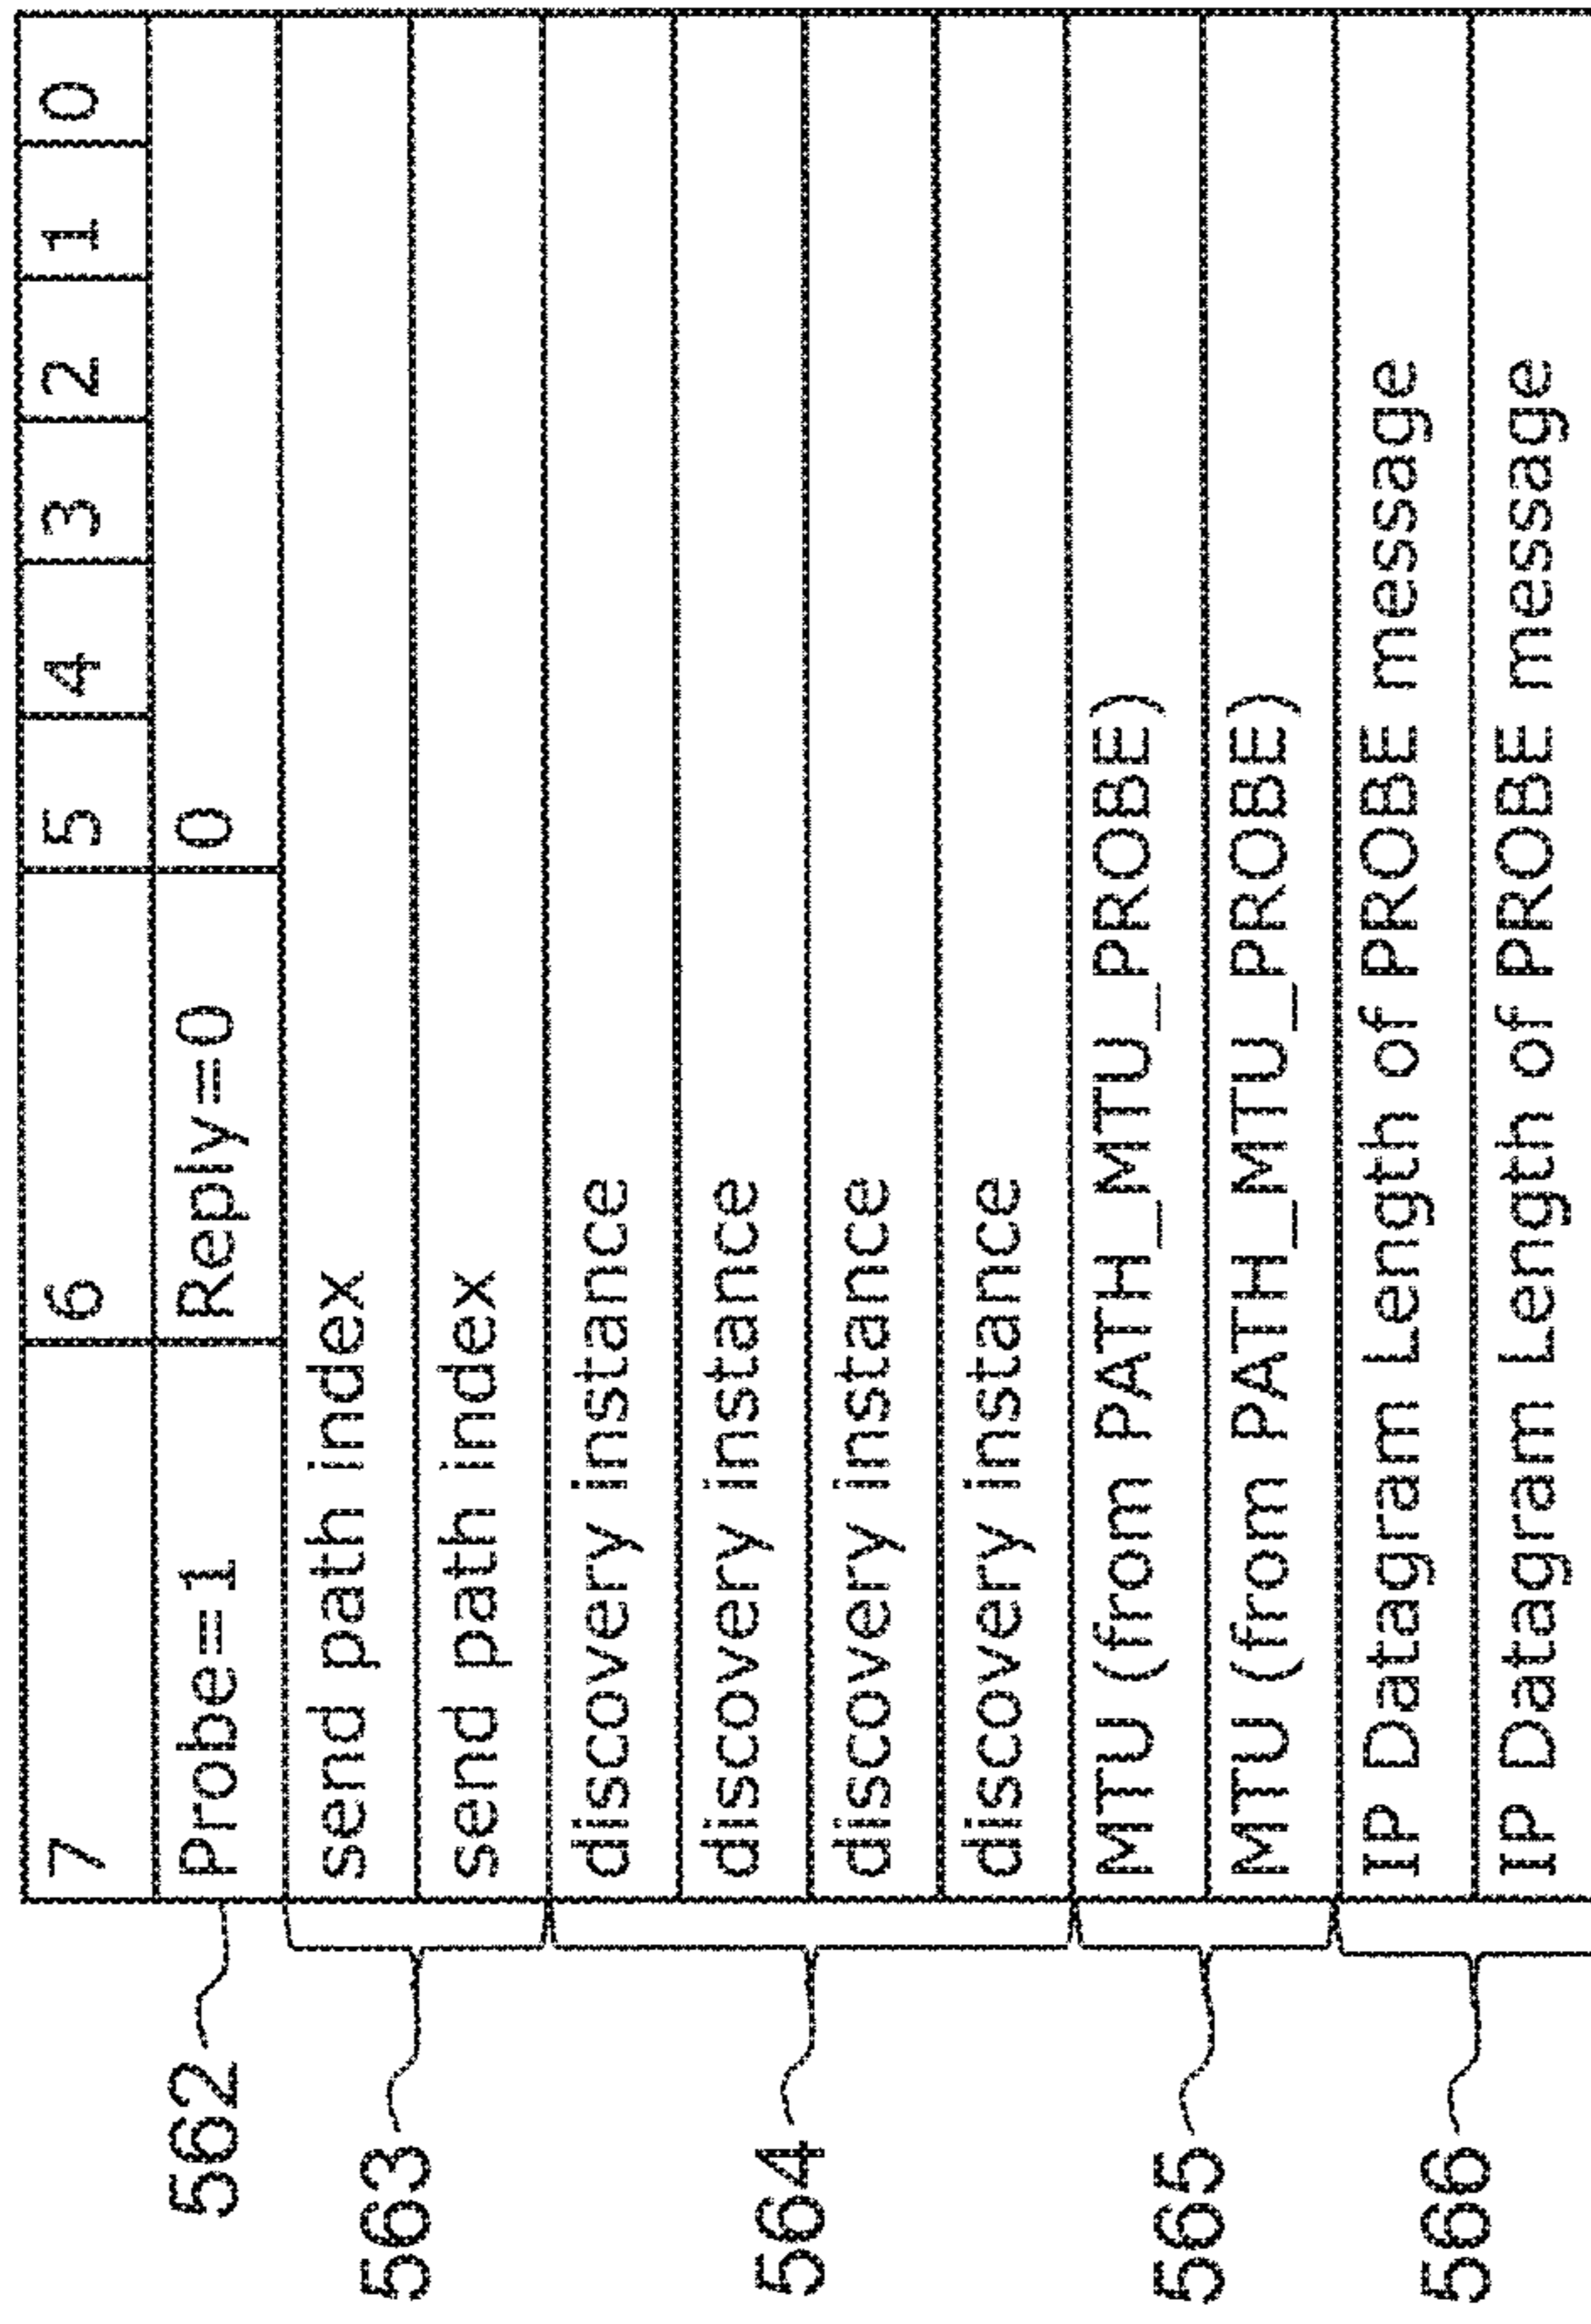 7 6 5 4 3 2 1 0
562 Probe=1 Reply=0 0
563 send path index
send path index
564 discovery instance
discovery instance
discovery instance
discovery instance
565 MTU (from PATH_MTU_PROBE)
MTU (from PATH_MTU_PROBE)
566 IP Datagram Length of PROBE message
IP Datagram Length of PROBE message